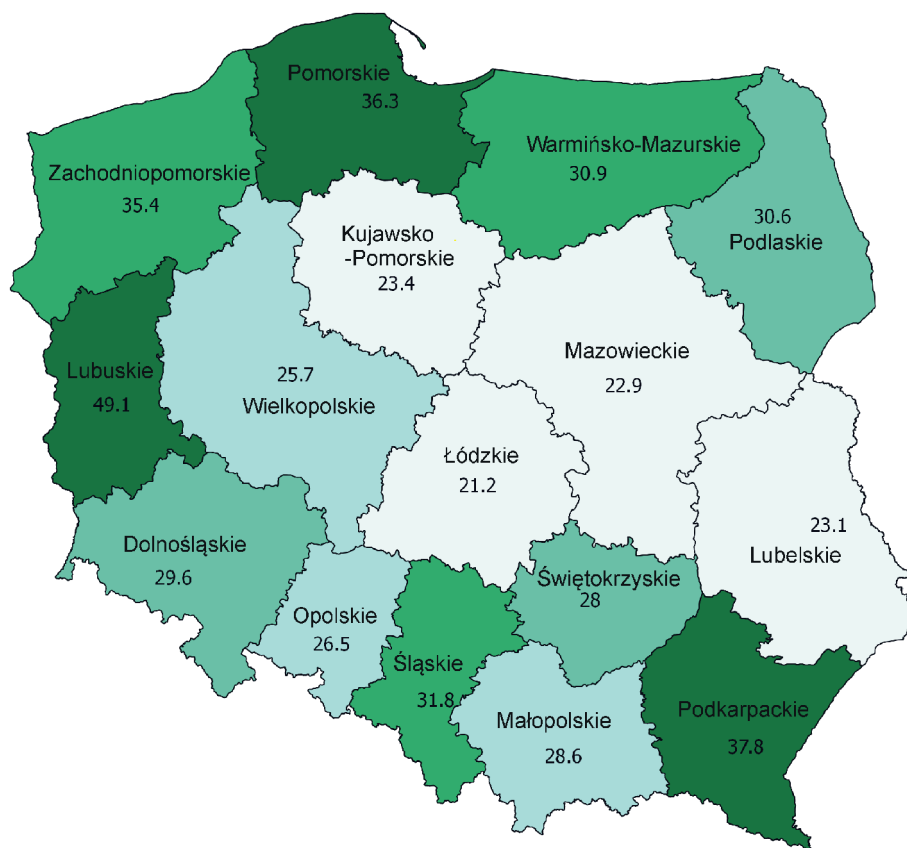 Pomorskie
36.3
Warmińsko-Mazurskie
30.9
Zachodniopomorskie
35.4
30.6
Podlaskie
Kujawsko
-Pomorskie
23.4
Mazowieckie
22.9
Lubuskie
49.1
25.7
Wielkopolskie
Łódzkie
21.2
23.1
Lubelskie
Dolnośląskie
29.6
Świętokrzyskie
28
Opolskie
26.5
Śląskie
31.8
Małopolskie
28.6
Podkarpackie
37.8